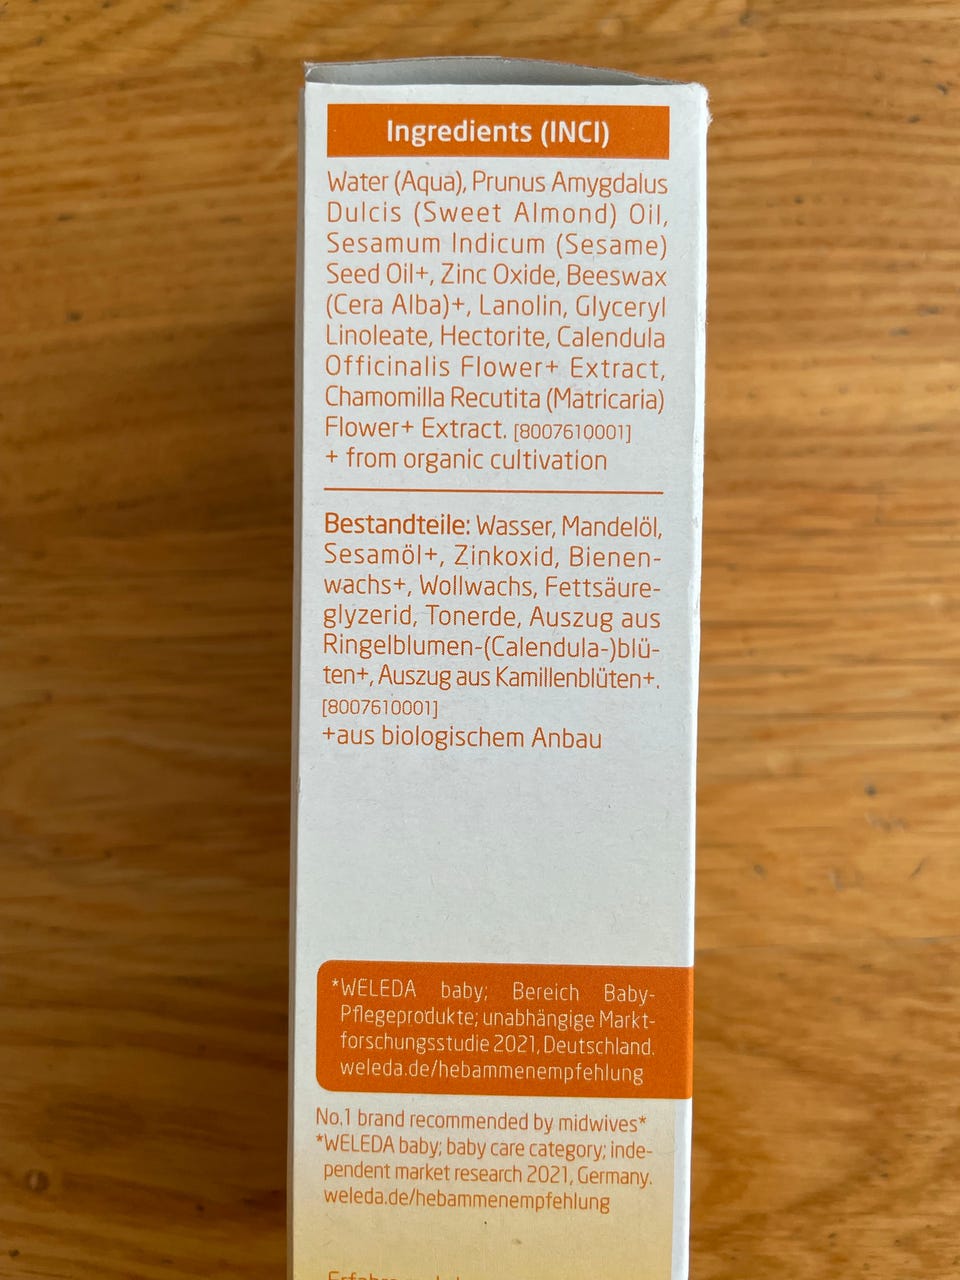 Ingredients (INCI)
Water (Aqua), Prunus Amygdalus
Dulcis (Sweet Almond) Oil,
Sesamum Indicum (Sesame)
Seed Oil+, Zinc Oxide, Beeswax
(Cera Alba)+, Lanolin, Glyceryl
Linoleate, Hectorite, Calendula
Officinalis Flower+ Extract,
Chamomilla Recutita (Matricaria)
Flower+ Extract. [8007610001]
+ from organic cultivation
Bestandteile: Wasser, Mandelöl,
Sesamöl+, Zinkoxid, Bienen-
wachs+, Wollwachs, Fettsäure-
glyzerid, Tonerde, Auszug aus
Ringelblumen-(Calendula-)blü-
ten+, Auszug aus Kamillenblüten+.
[8007610001]
+aus biologischem Anbau
*WELEDA baby; Bereich Baby-
Pflegeprodukte; unabhängige Markt-
forschungsstudie 2021, Deutschland.
weleda.de/hebammenempfehlung
No.1 brand recommended by midwives*
*WELEDA baby; baby care category; inde-
pendent market research 2021, Germany.
weleda.de/hebammenempfehlung